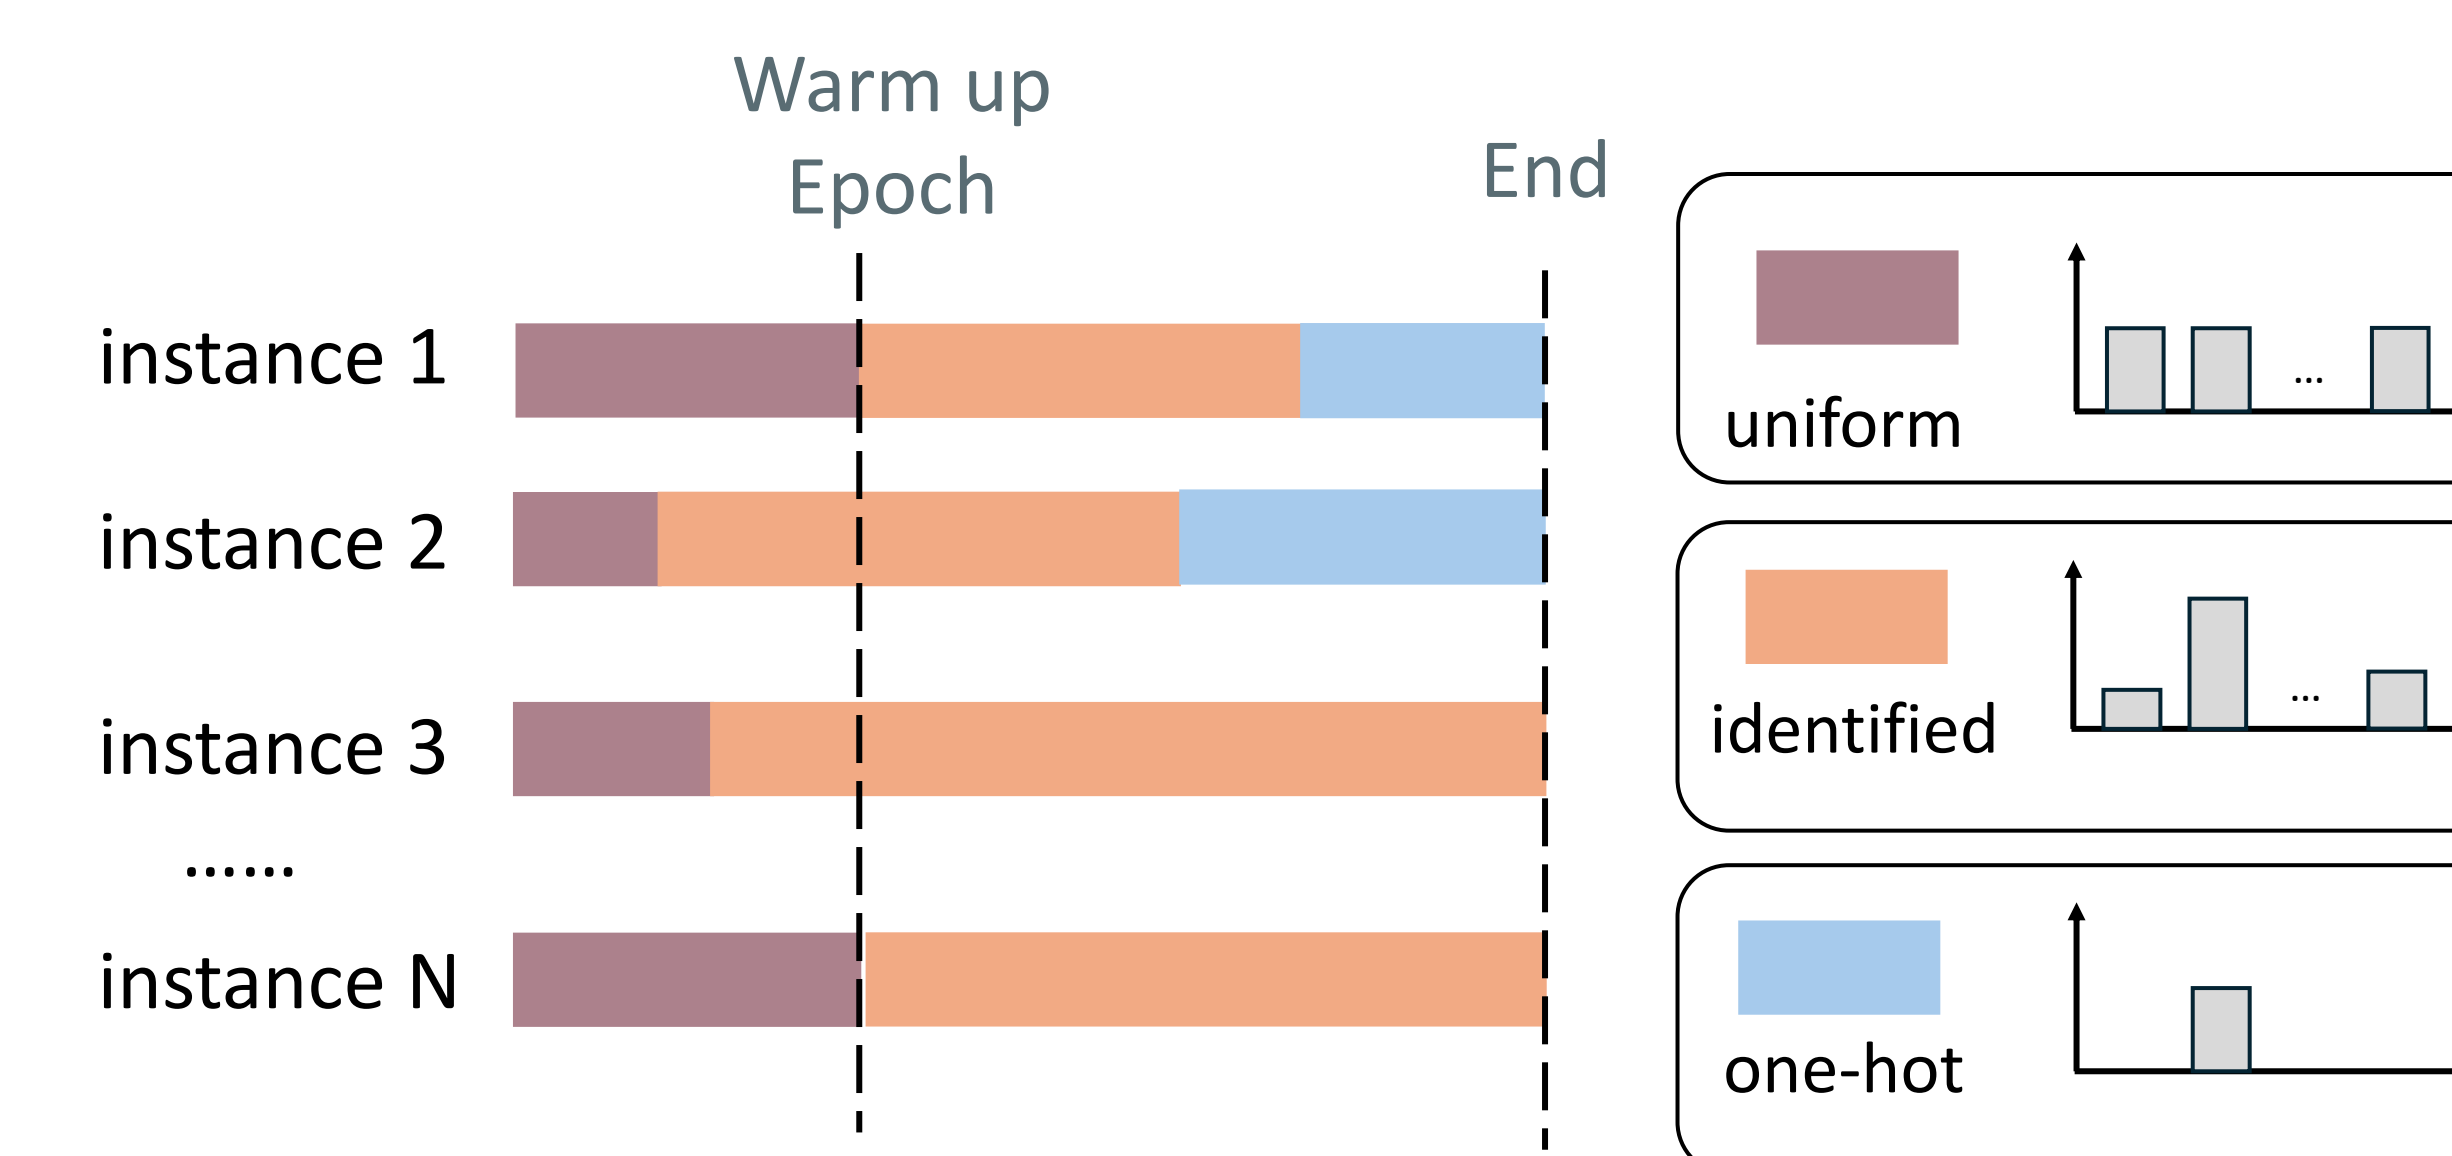 Warm up
Epoch
End
instance 1
instance 2
instance 3
......
instance N
uniform
...
identified
...
one-hot